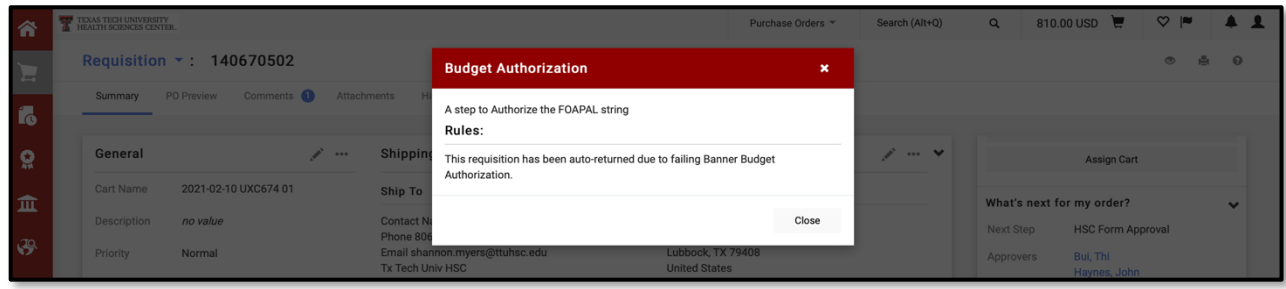 TEXAS TECH UNIVERSITY
HEALTH SCIENCES CENTER.
Purchase Orders
Search (Alt+Q)
810.00 USD
Requisition : 140670502
Summary
PO Preview
Comments 1
Attachments
Budget Authorization
A step to Authorize the FOAPAL string
Rules:
This requisition has been auto-returned due to failing Banner Budget
Authorization.
Close
General
Cart Name 2021-02-10 UXC674 01
Description no value
Priority Normal
Shipping
Ship To
Contact
Phone 806
Email shannon.myers@ttuhsc.edu
Tx Tech Univ HSC
Lubbock, TX 79408
United States
Assign Cart
What's next for my order?
Next Step HSC Form Approval
Approvers Bui, Thi
Haynes, John